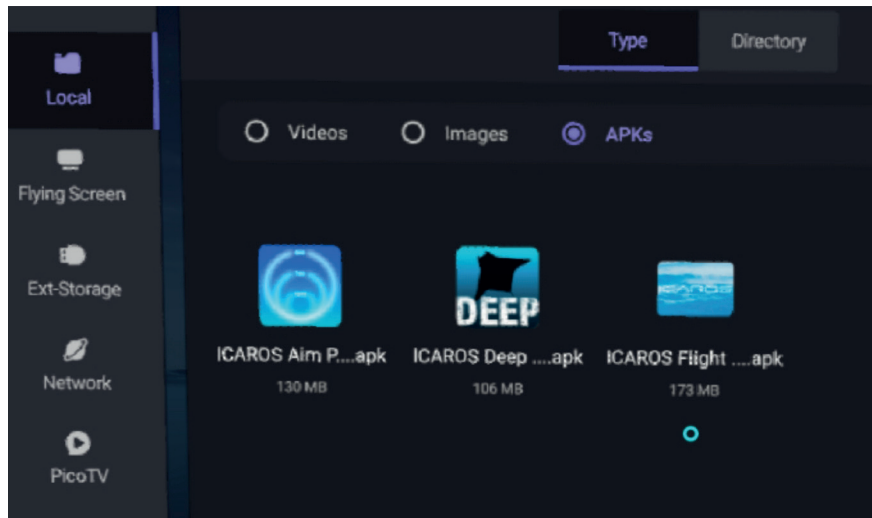 Type Directory
Local
Videos Images APKs
Flying Screen
Ext-Storage
DEEP
ICAROS
ICAROS Aim P....apk ICAROS Deep ....apk ICAROS Flight ....apk
Network
130 MB 106 MB 173 MB
PicoTV